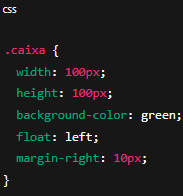 css
.caixa {
width: 100px;
height: 100px;
background-color: green;
float: left;
margin-right: 10px;
}